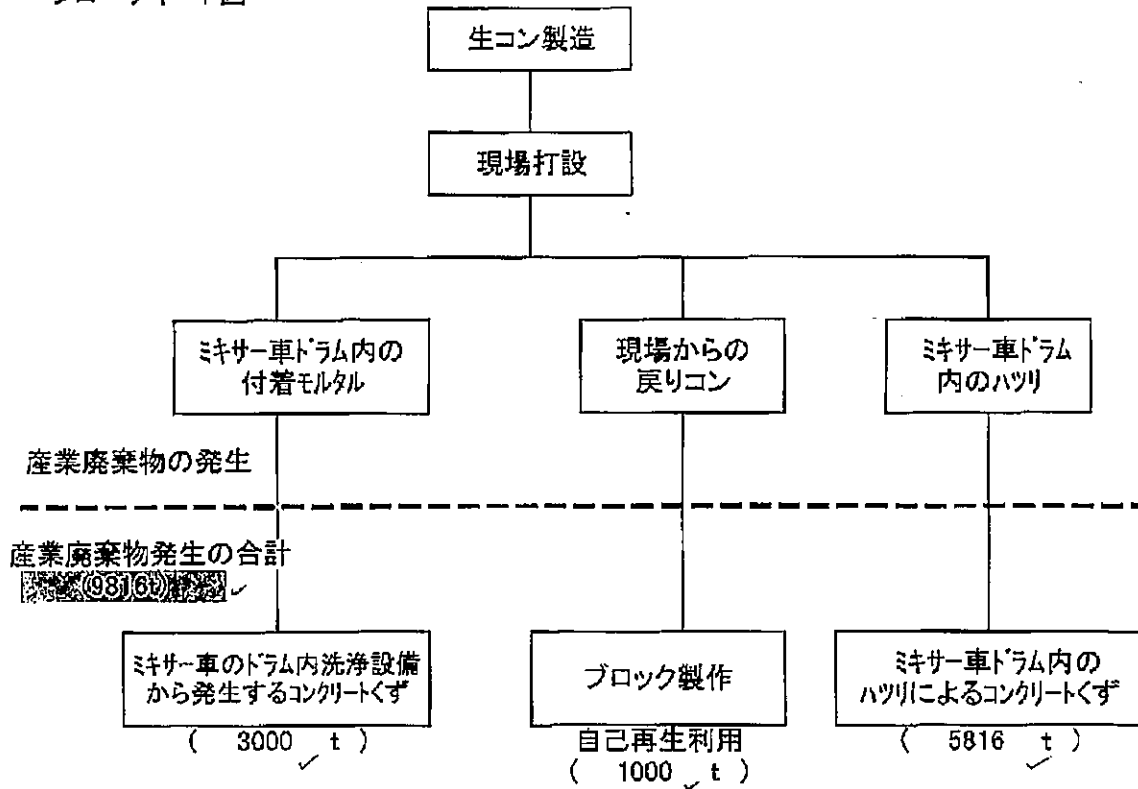 生コン製造
現場打設
ミキサー車ドラム内の
付着モルタル
現場からの
戻りコン
ミキサー車ドラム
内のハツリ
産業廃棄物の発生
産業廃棄物発生の合計
(9816t)
ミキサー車のドラム内洗浄設備
から発生するコンクリートくず
( 3000 t )
ブロック製作
自己再生利用
( 1000 t )
ミキサー車ドラム内の
ハツリによるコンクリートくず
( 5816 t )